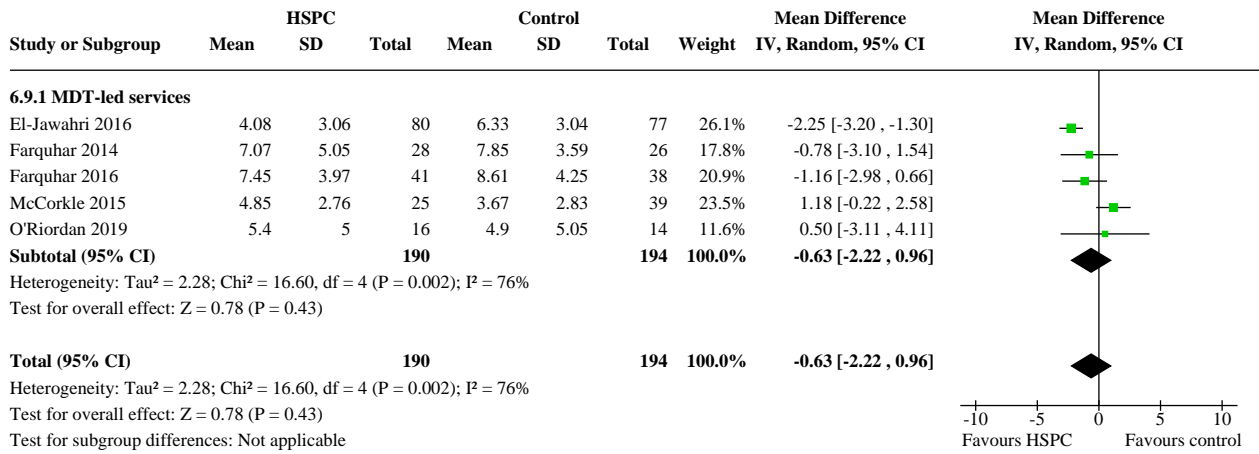 HSPC Control Mean Difference Mean Difference
Study or Subgroup Mean SD Total Mean SD Total Weight IV, Random, 95% CI IV, Random, 95% CI
6.9.1 MDT-led services
El-Jawahri 2016 4.08 3.06 80 6.33 3.04 77 26.1% -2.25 [-3.20 , -1.30]
Farquhar 2014 7.07 5.05 28 7.85 3.59 26 17.8% -0.78 [-3.10 , 1.54]
Farquhar 2016 7.45 3.97 41 8.61 4.25 38 20.9% -1.16 [-2.98 , 0.66]
McCorkle 2015 4.85 2.76 25 3.67 2.83 39 23.5% 1.18 [-0.22 , 2.58]
O'Riordan 2019 5.4 5 16 4.9 5.05 14 11.6% 0.50 [-3.11 , 4.11]
Subtotal (95% CI) 190 194 100.0% -0.63 [-2.22 , 0.96]
Heterogeneity: Tau² = 2.28; Chi² = 16.60, df = 4 (P = 0.002); I² = 76%
Test for overall effect: Z = 0.78 (P = 0.43)
Total (95% CI) 190 194 100.0% -0.63 [-2.22 , 0.96]
Heterogeneity: Tau² = 2.28; Chi² = 16.60, df = 4 (P = 0.002); I² = 76%
Test for overall effect: Z = 0.78 (P = 0.43)
Test for subgroup differences: Not applicable
-10 -5 0 5 10
Favours HSPC Favours control